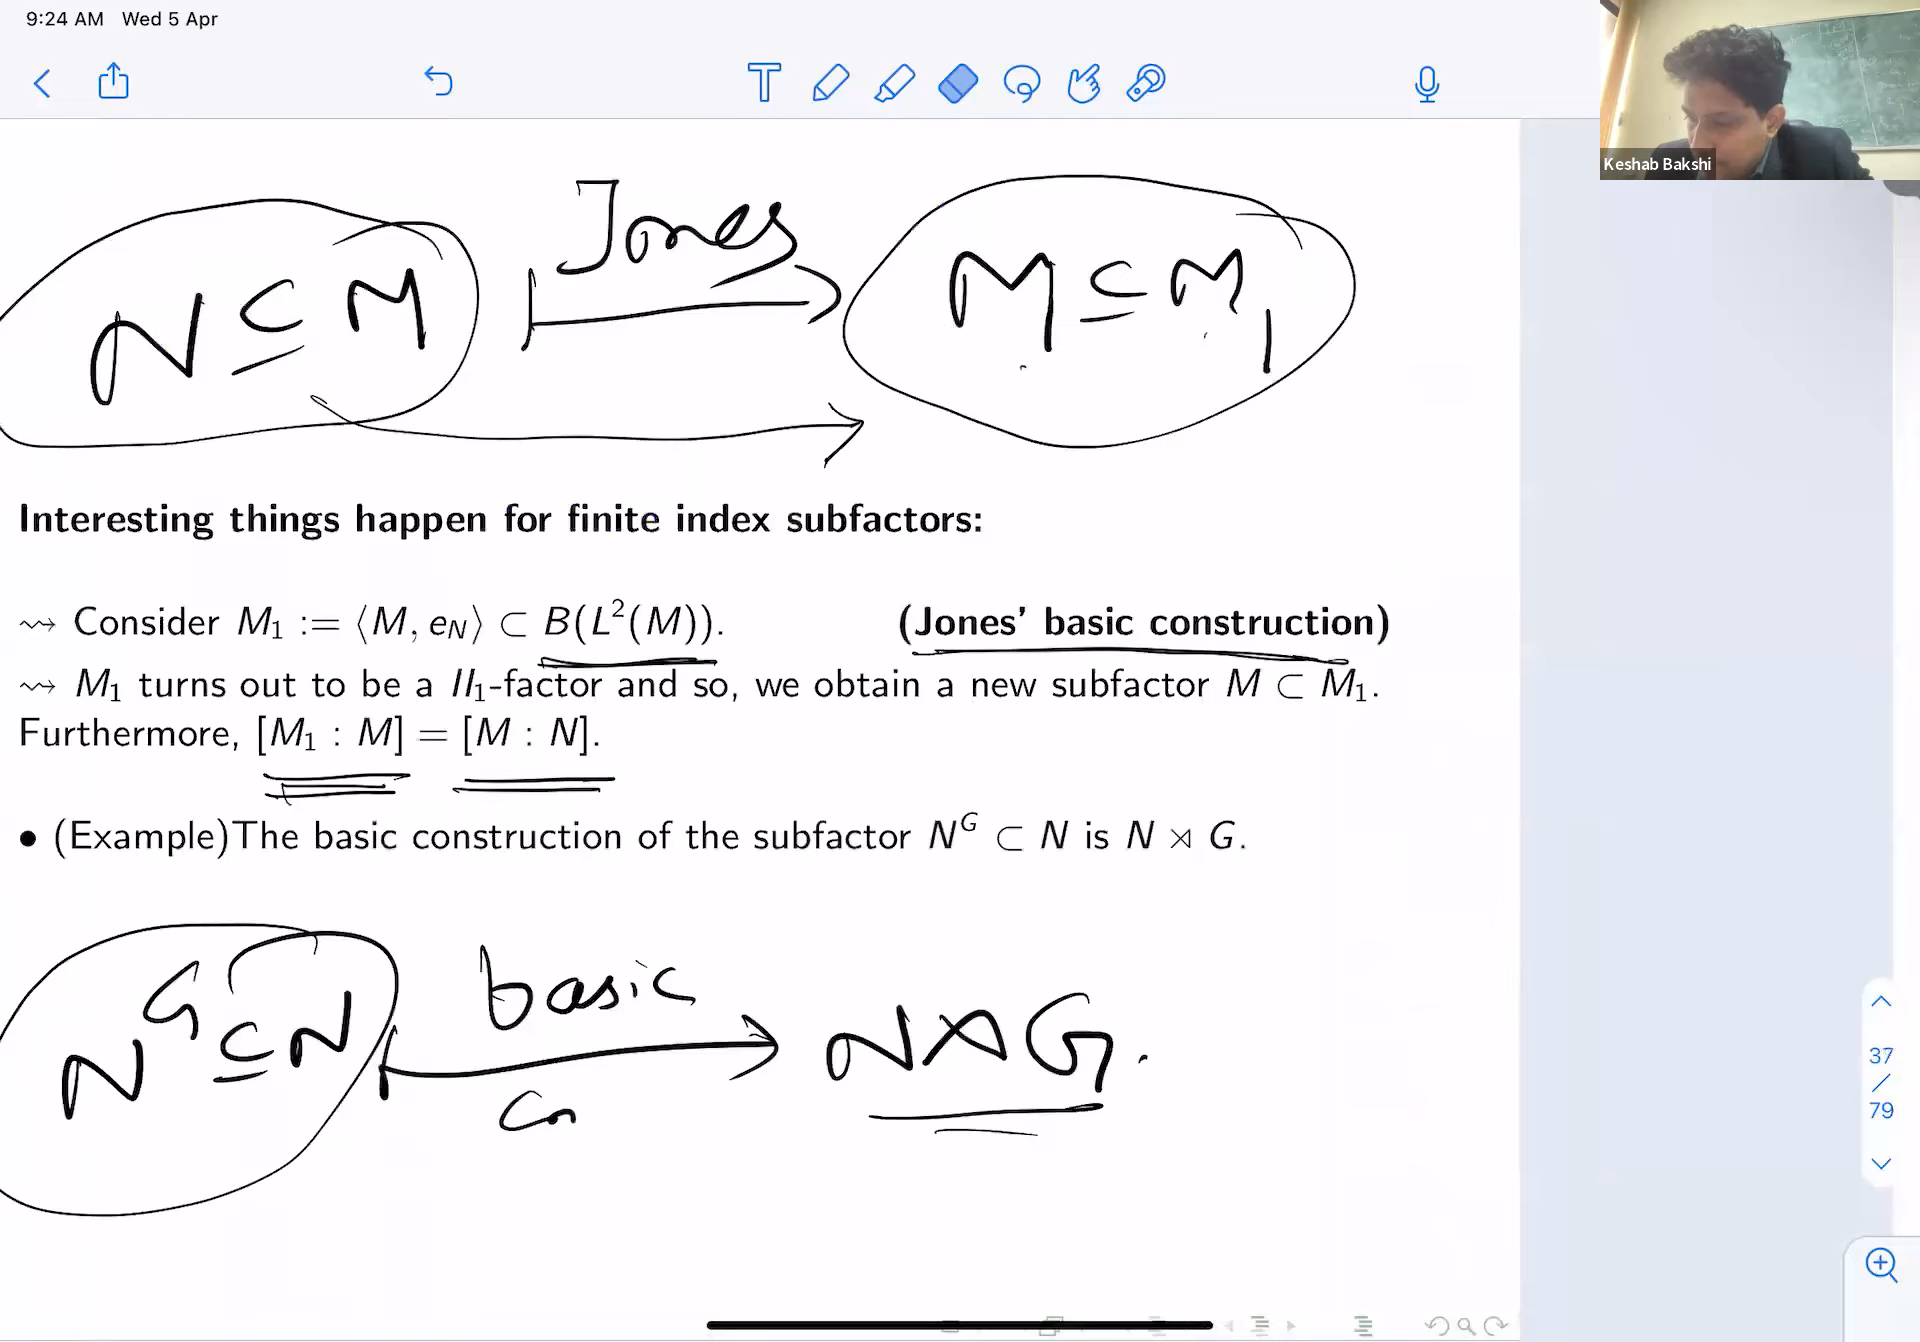 9:24 AM Wed 5 Apr
Keshab Bakshi
N ⊆ M Jones M ⊆ M₁
Interesting things happen for finite index subfactors:
⇝ Consider M₁ := ⟨M, e_N⟩ ⊂ B(L²(M)). (Jones' basic construction)
⇝ M₁ turns out to be a II₁-factor and so, we obtain a new subfactor M ⊂ M₁.
Furthermore, [M₁ : M] = [M : N].
• (Example)The basic construction of the subfactor N^G ⊂ N is N ⋊ G.
N^G ⊆ N basic N ⋊ G.
Con
37
/
79